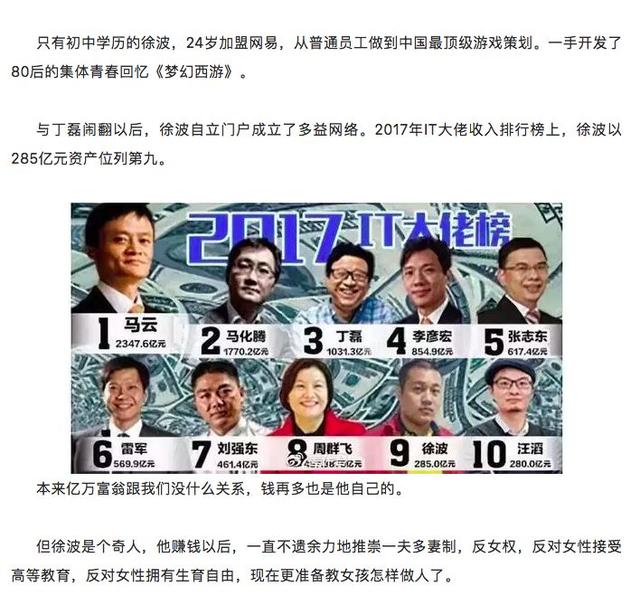 只有初中学历的徐波，24岁加盟网易，从普通员工做到中国最顶级游戏策划。一手开发了
80后的集体青春回忆《梦幻西游》。
与丁磊闹翻以后，徐波自立门户成立了多益网络。2017年IT大佬收入排行榜上，徐波以
285亿元资产位列第九。
2017 IT大佬榜
1 马云 2347.6亿元
2 马化腾 1770.2亿元
3 丁磊 1031.3亿元
4 李彦宏 854.9亿元
5 张志东 617.4亿元
6 雷军 569.9亿元
7 刘强东 461.4亿元
8 周群飞 亿元
9 徐波 285.0亿元
10 汪滔 280.0亿元
本来亿万富翁跟我们没什么关系，钱再多也是他自己的。
但徐波是个奇人，他赚钱以后，一直不遗余力地推崇一夫多妻制，反女权，反对女性接受
高等教育，反对女性拥有生育自由，现在更准备教女孩怎样做人了。